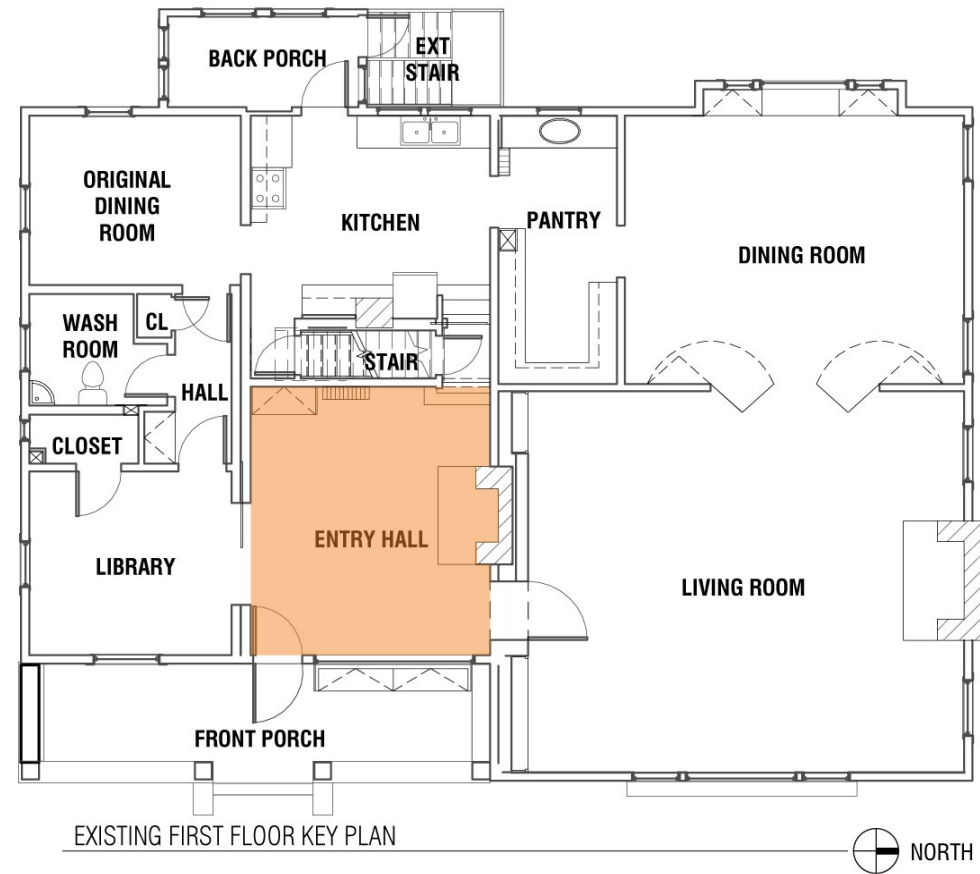 BACK PORCH
EXT
STAIR
ORIGINAL
DINING
ROOM
KITCHEN
PANTRY
DINING ROOM
WASH
ROOM
CL
STAIR
HALL
CLOSET
ENTRY HALL
LIBRARY
LIVING ROOM
FRONT PORCH
EXISTING FIRST FLOOR KEY PLAN
NORTH